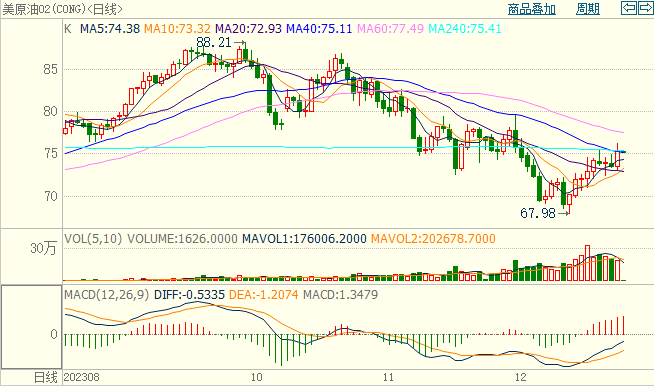 美原油02(CONG)<日线> 商品叠加 周期
K MA5:74.38 MA10:73.32 MA20:72.93 MA40:75.11 MA60:77.49 MA240:75.41
88.21
85
80
75
70
67.98
VOL(5,10) VOLUME:1626.0000 MAVOL1:176006.2000 MAVOL2:202678.7000
30万
MACD(12,26,9) DIFF:-0.5335 DEA:-1.2074 MACD:1.3479
0
日线 202308 10 11 12